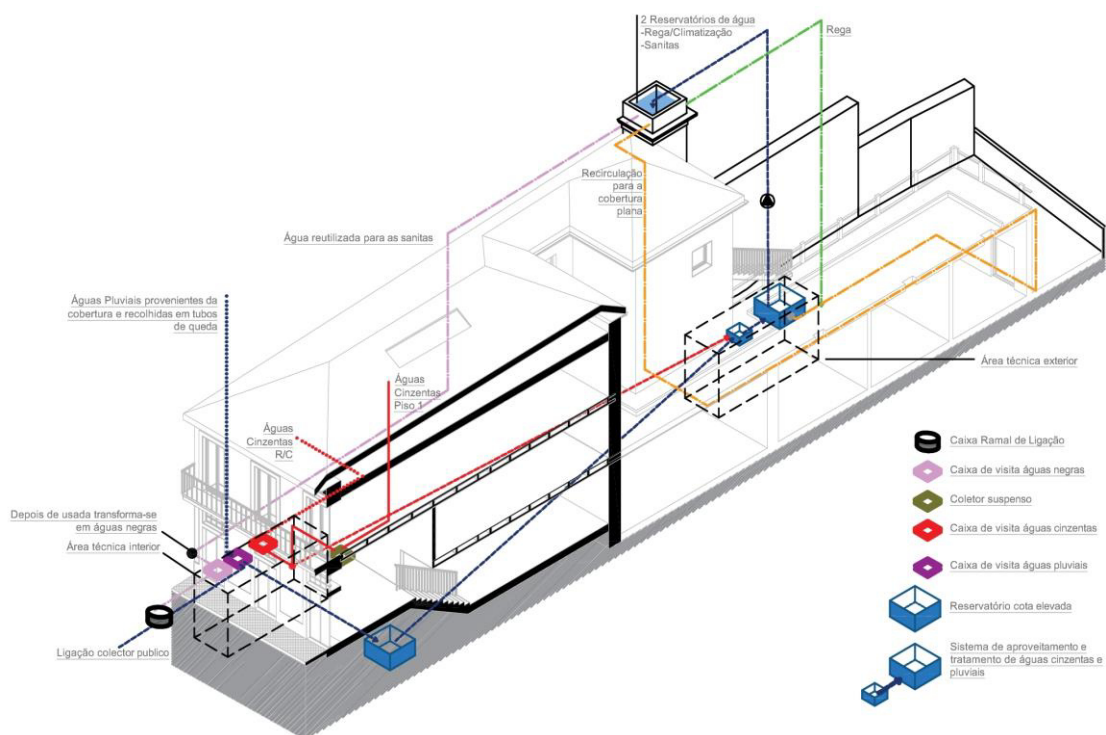 2 Reservatórios de água
-Rega/Climatização
-Sanitas
Rega
Recirculação
para a
cobertura
plana
Água reutilizada para as sanitas
Águas Pluviais provenientes da
cobertura e recolhidas em tubos
de queda
Águas
Cinzentas
Piso 1
Área técnica exterior
Águas
Cinzentas
R/C
Depois de usada transforma-se
em águas negras
Área técnica interior
Ligação colector publico
Caixa Ramal de Ligação
Caixa de visita águas negras
Coletor suspenso
Caixa de visita águas cinzentas
Caixa de visita águas pluviais
Reservatório cota elevada
Sistema de aproveitamento e
tratamento de águas cinzentas e
pluviais